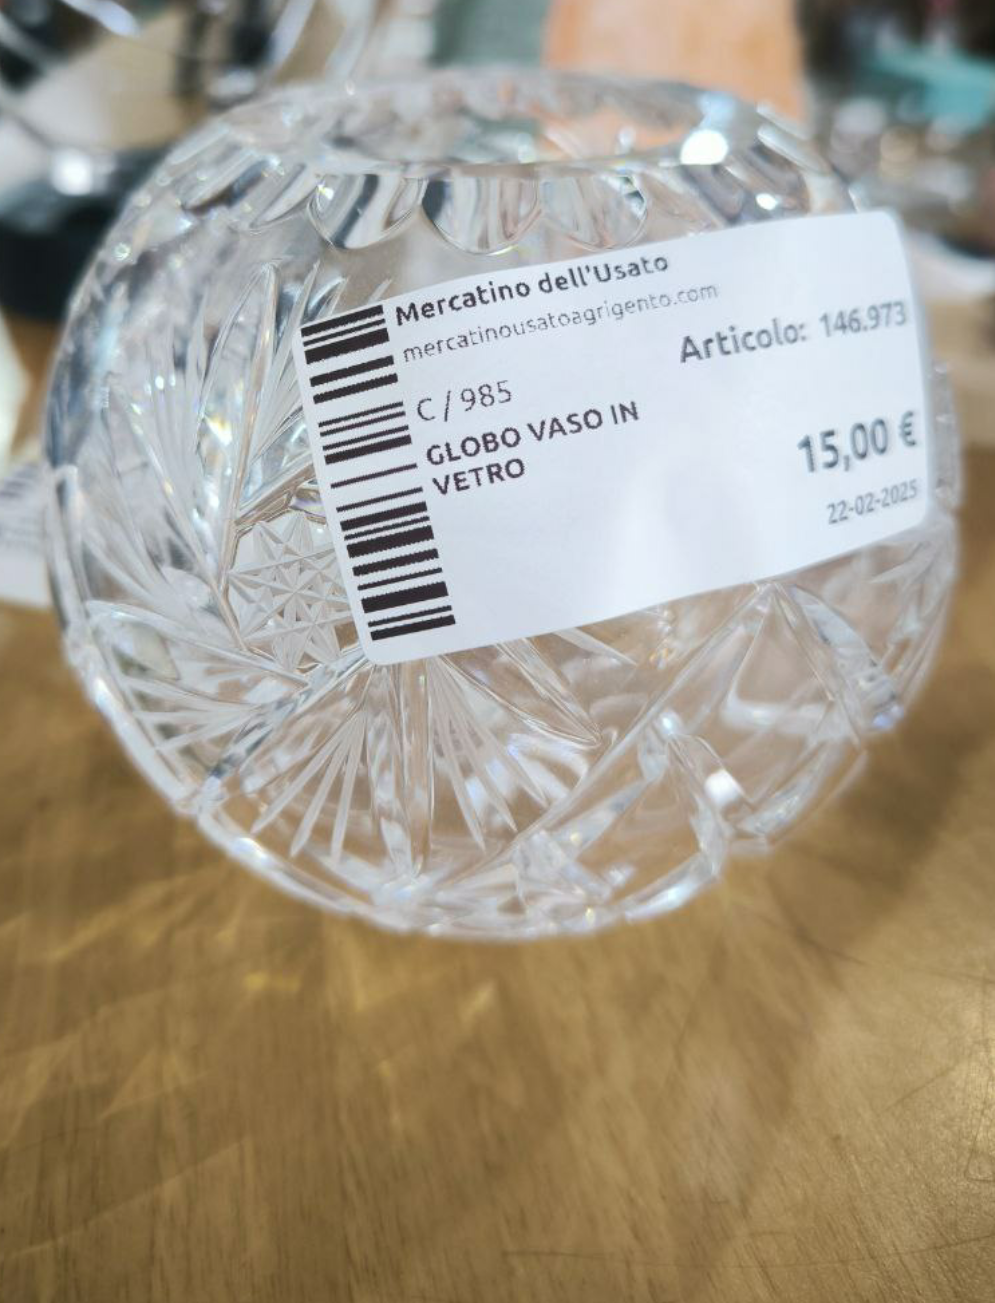 Mercatino dell'Usato
mercatinousatoagrigento.com
Articolo: 146.973
C/985
GLOBO VASO IN
VETRO
15,00 €
22-02-2025